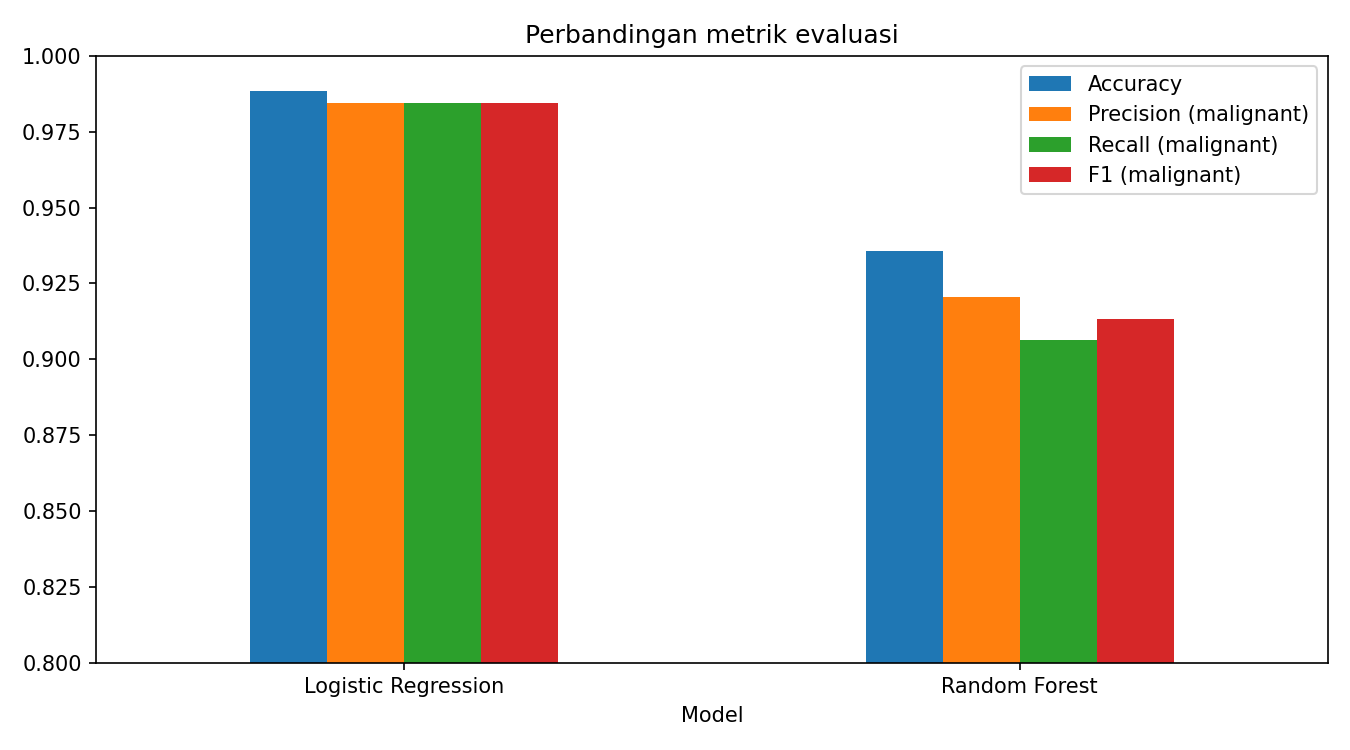 Perbandingan metrik evaluasi
1.000
0.975
0.950
0.925
0.900
0.875
0.850
0.825
0.800
Accuracy
Precision (malignant)
Recall (malignant)
F1 (malignant)
Logistic Regression
Random Forest
Model